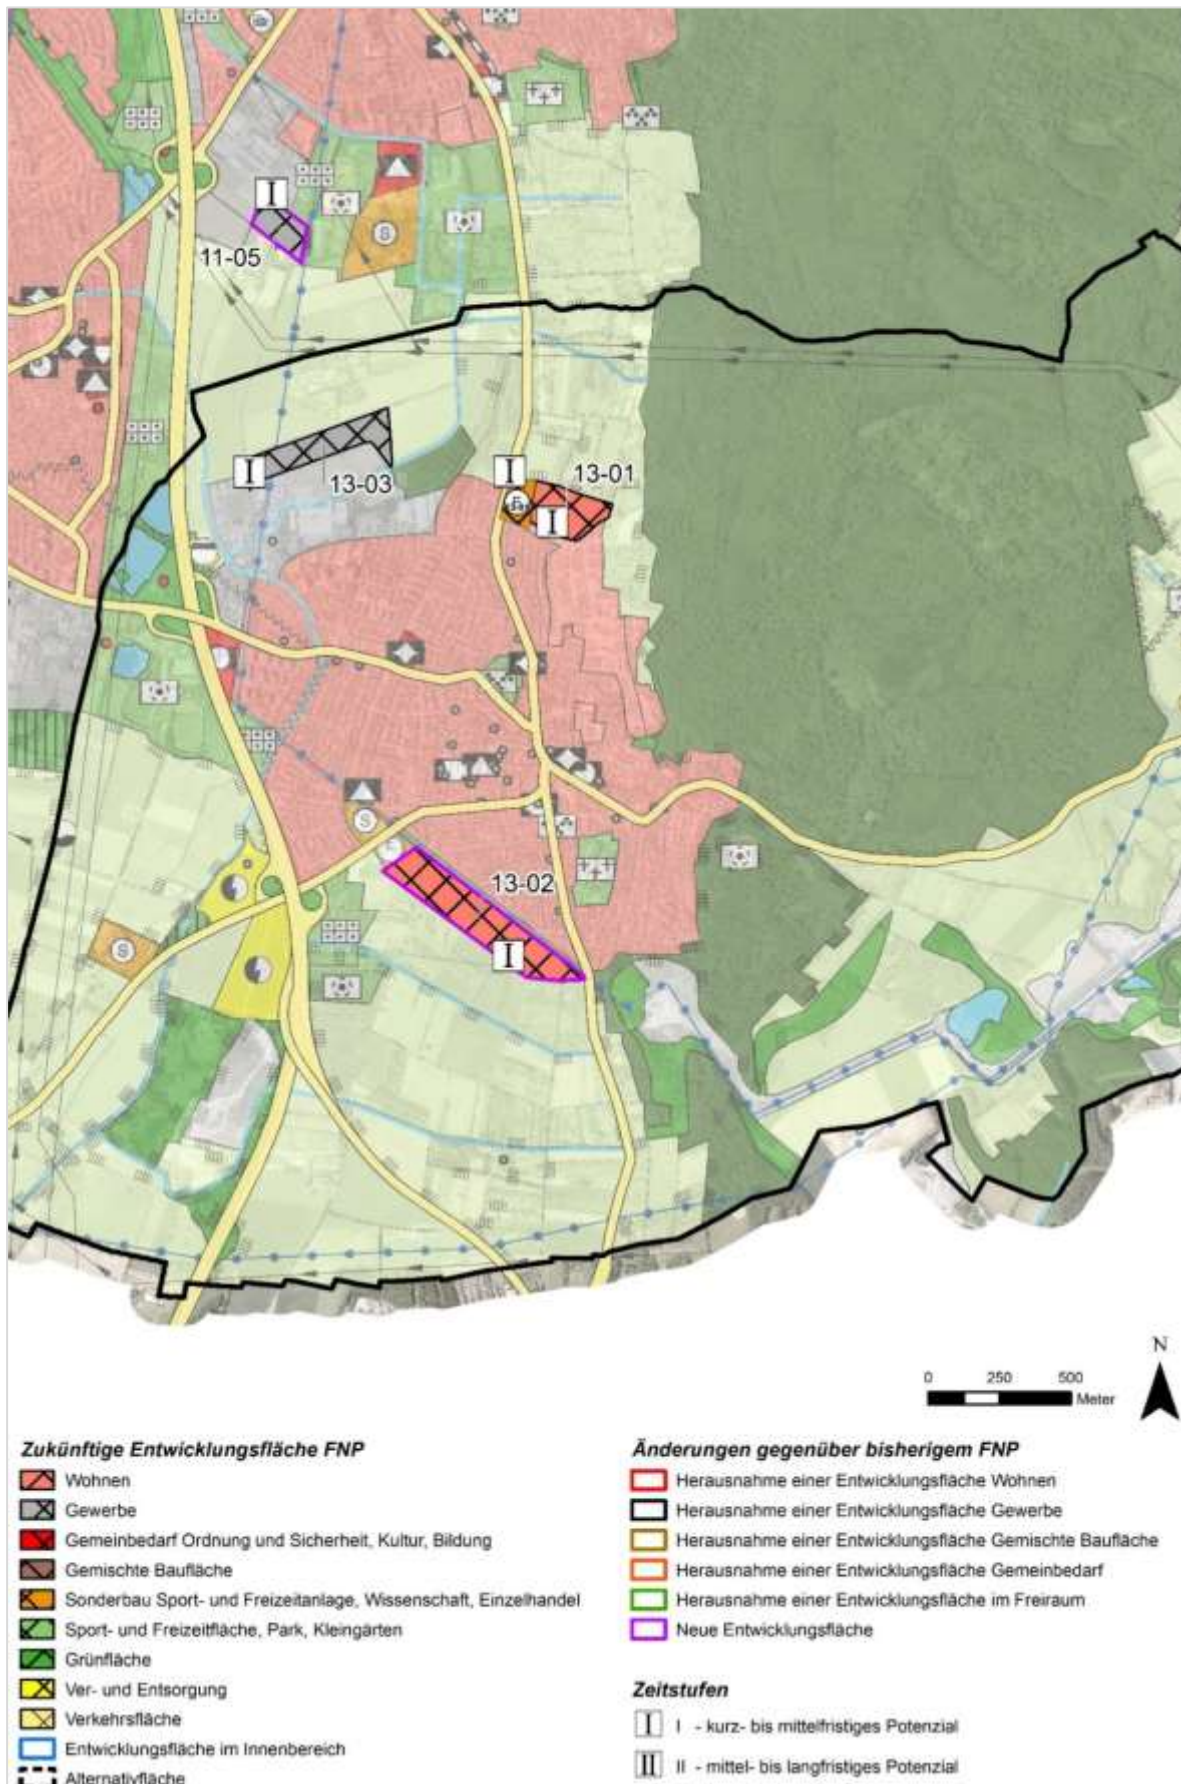 I
S
11-05
I
13-03
I
13-01
I
S
13-02
I
S
N
0 250 500
Meter
Zukünftige Entwicklungsfläche FNP
Wohnen
Gewerbe
Gemeinbedarf Ordnung und Sicherheit, Kultur, Bildung
Gemischte Baufläche
Sonderbau Sport- und Freizeitanlage, Wissenschaft, Einzelhandel
Sport- und Freizeitfläche, Park, Kleingärten
Grünfläche
Ver- und Entsorgung
Verkehrsfläche
Entwicklungsfläche im Innenbereich
Alternativfläche
Änderungen gegenüber bisherigem FNP
Herausnahme einer Entwicklungsfläche Wohnen
Herausnahme einer Entwicklungsfläche Gewerbe
Herausnahme einer Entwicklungsfläche Gemischte Baufläche
Herausnahme einer Entwicklungsfläche Gemeinbedarf
Herausnahme einer Entwicklungsfläche im Freiraum
Neue Entwicklungsfläche
Zeitstufen
I I - kurz- bis mittelfristiges Potenzial
II II - mittel- bis langfristiges Potenzial